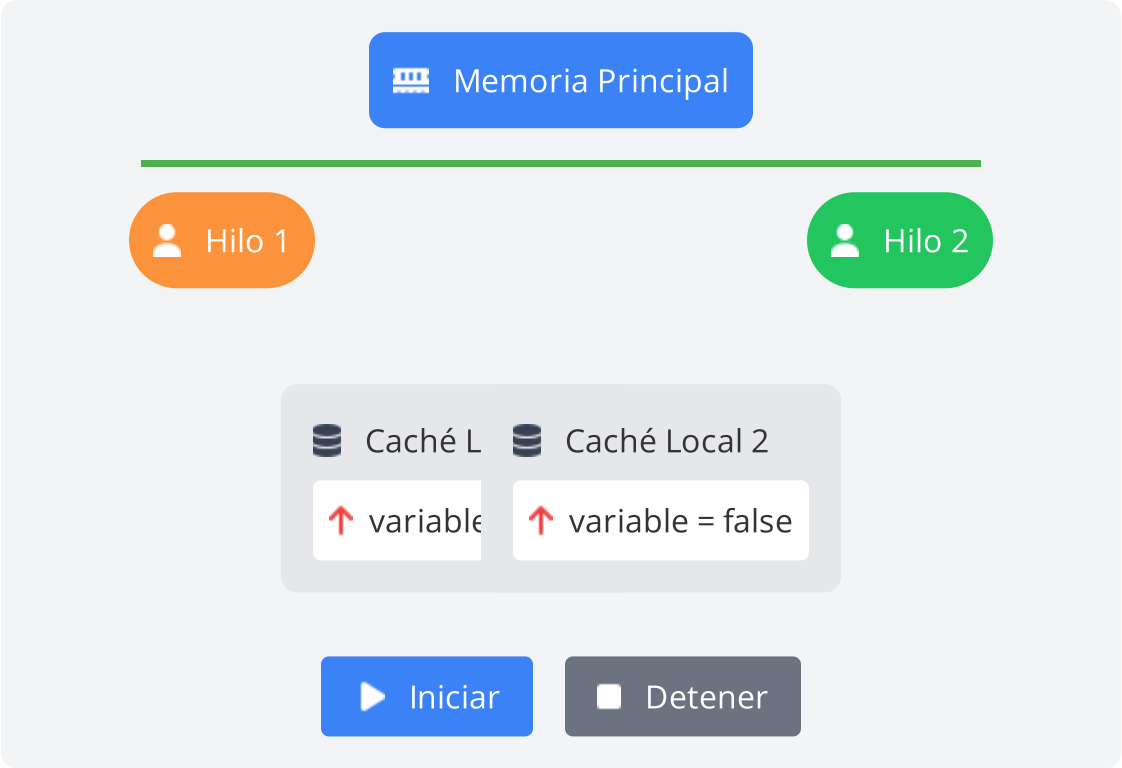 Memoria Principal
Hilo 1
Hilo 2
Caché L
Caché Local 2
variable
variable = false
Iniciar
Detener